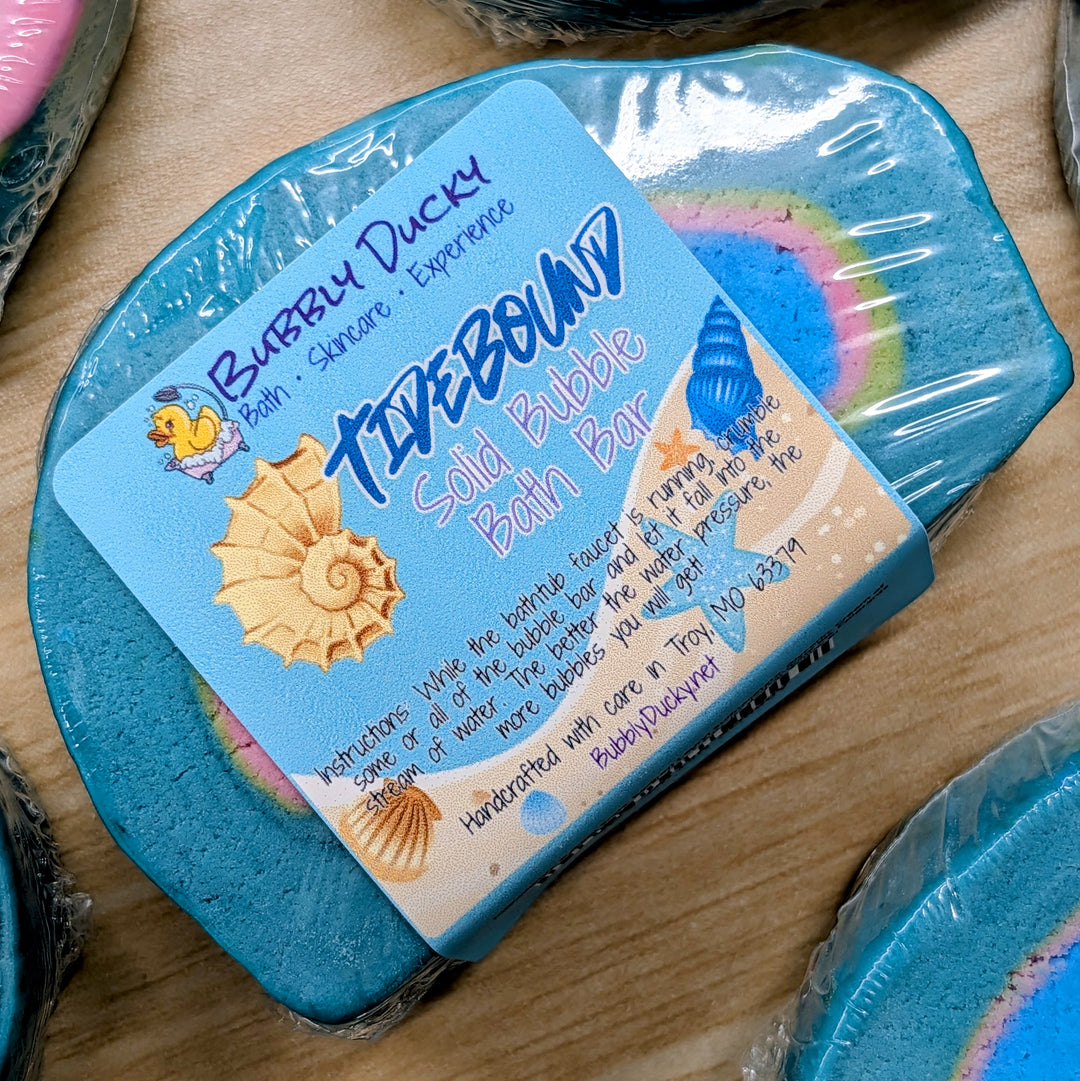 Bubbly Ducky
Bath · Skincare · Experience
TIDEBOUND
Solid Bubble
Bath Bar
Instructions: While the bathtub faucet is running, crumble
some or all of the bubble bar and let it fall into the
stream of water. The better the water pressure, the
more bubbles you will get!
Handcrafted with care in Troy, MO 63379
BubblyDucky.net